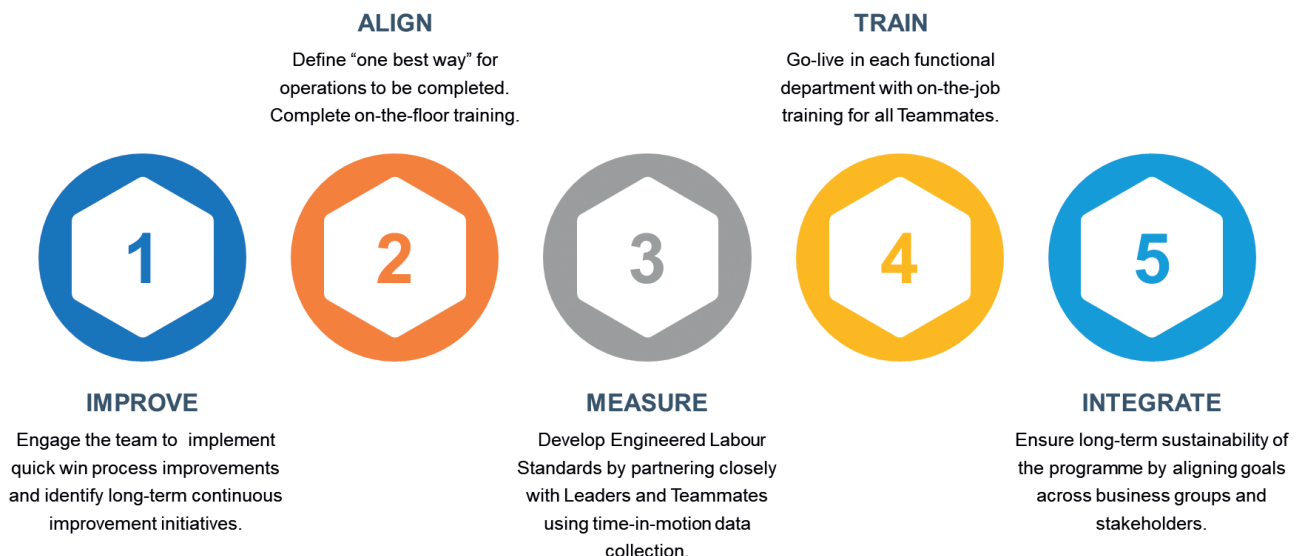 ALIGN
Define “one best way” for
operations to be completed.
Complete on-the-floor training.
TRAIN
Go-live in each functional
department with on-the-job
training for all Teammates.
1
2
3
4
5
IMPROVE
Engage the team to implement
quick win process improvements
and identify long-term continuous
improvement initiatives.
MEASURE
Develop Engineered Labour
Standards by partnering closely
with Leaders and Teammates
using time-in-motion data
collection.
INTEGRATE
Ensure long-term sustainability of
the programme by aligning goals
across business groups and
stakeholders.